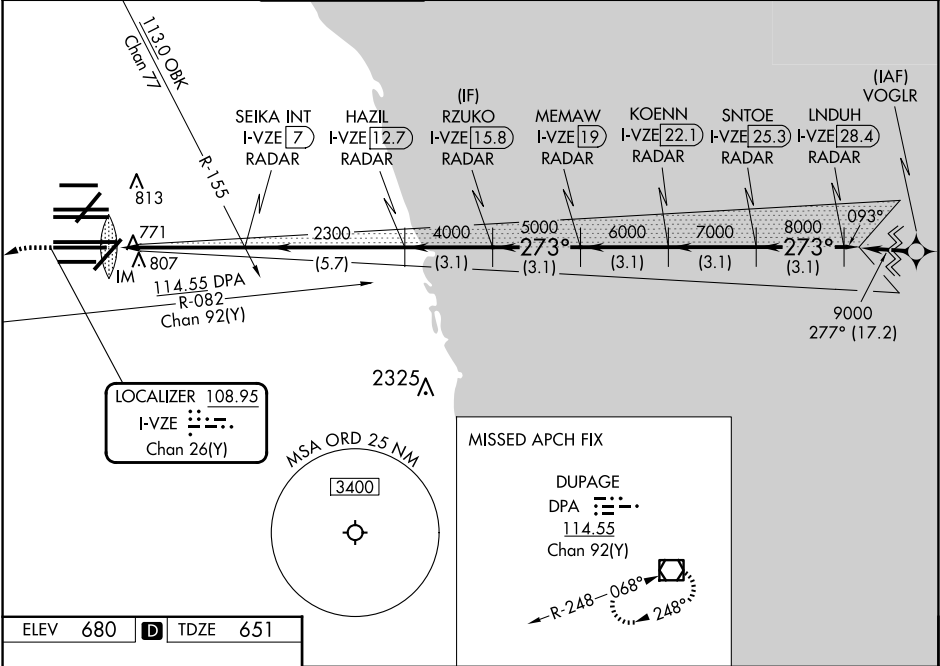 113.0 OBK
Chan 77
R-155
SEIKA INT
I-VZE 7
RADAR
HAZIL
I-VZE 12.7
RADAR
(IF)
RZUKO
I-VZE 15.8
RADAR
MEMAW
I-VZE 19
RADAR
KOENN
I-VZE 22.1
RADAR
SNTOE
I-VZE 25.3
RADAR
LNDUH
I-VZE 28.4
RADAR
(IAF)
VOGLR
813
771
807
IM
2300
4000
5000
6000
7000
8000
093°
273°
273°
(5.7)
(3.1)
(3.1)
(3.1)
(3.1)
(3.1)
9000
277° (17.2)
114.55 DPA
R-082
Chan 92(Y)
2325
LOCALIZER 108.95
I-VZE
Chan 26(Y)
MSA ORD 25 NM
3400
MISSED APCH FIX
DUPAGE
DPA
114.55
Chan 92(Y)
R-248
068°
248°
ELEV 680 D TDZE 651